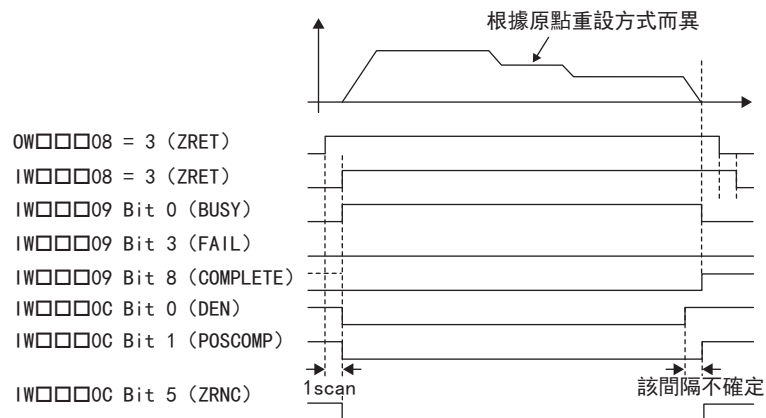 根據原點重設方式而異
OW□□□08 = 3 (ZRET)
IW□□□08 = 3 (ZRET)
IW□□□09 Bit 0 (BUSY)
IW□□□09 Bit 3 (FAIL)
IW□□□09 Bit 8 (COMPLETE)
IW□□□0C Bit 0 (DEN)
IW□□□0C Bit 1 (POSCOMP)
1scan
該間隔不確定
IW□□□0C Bit 5 (ZRNC)